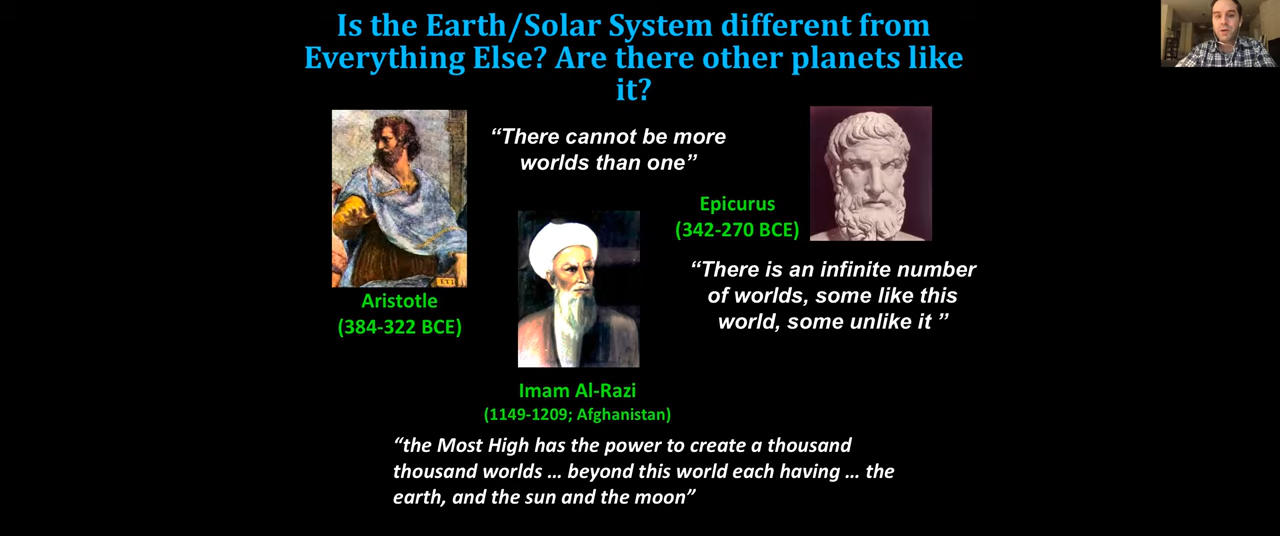 Is the Earth/Solar System different from
Everything Else? Are there other planets like
it?
“There cannot be more
worlds than one”
Aristotle
(384-322 BCE)
Epicurus
(342-270 BCE)
“There is an infinite number
of worlds, some like this
world, some unlike it ”
Imam Al-Razi
(1149-1209; Afghanistan)
“the Most High has the power to create a thousand
thousand worlds … beyond this world each having … the
earth, and the sun and the moon”